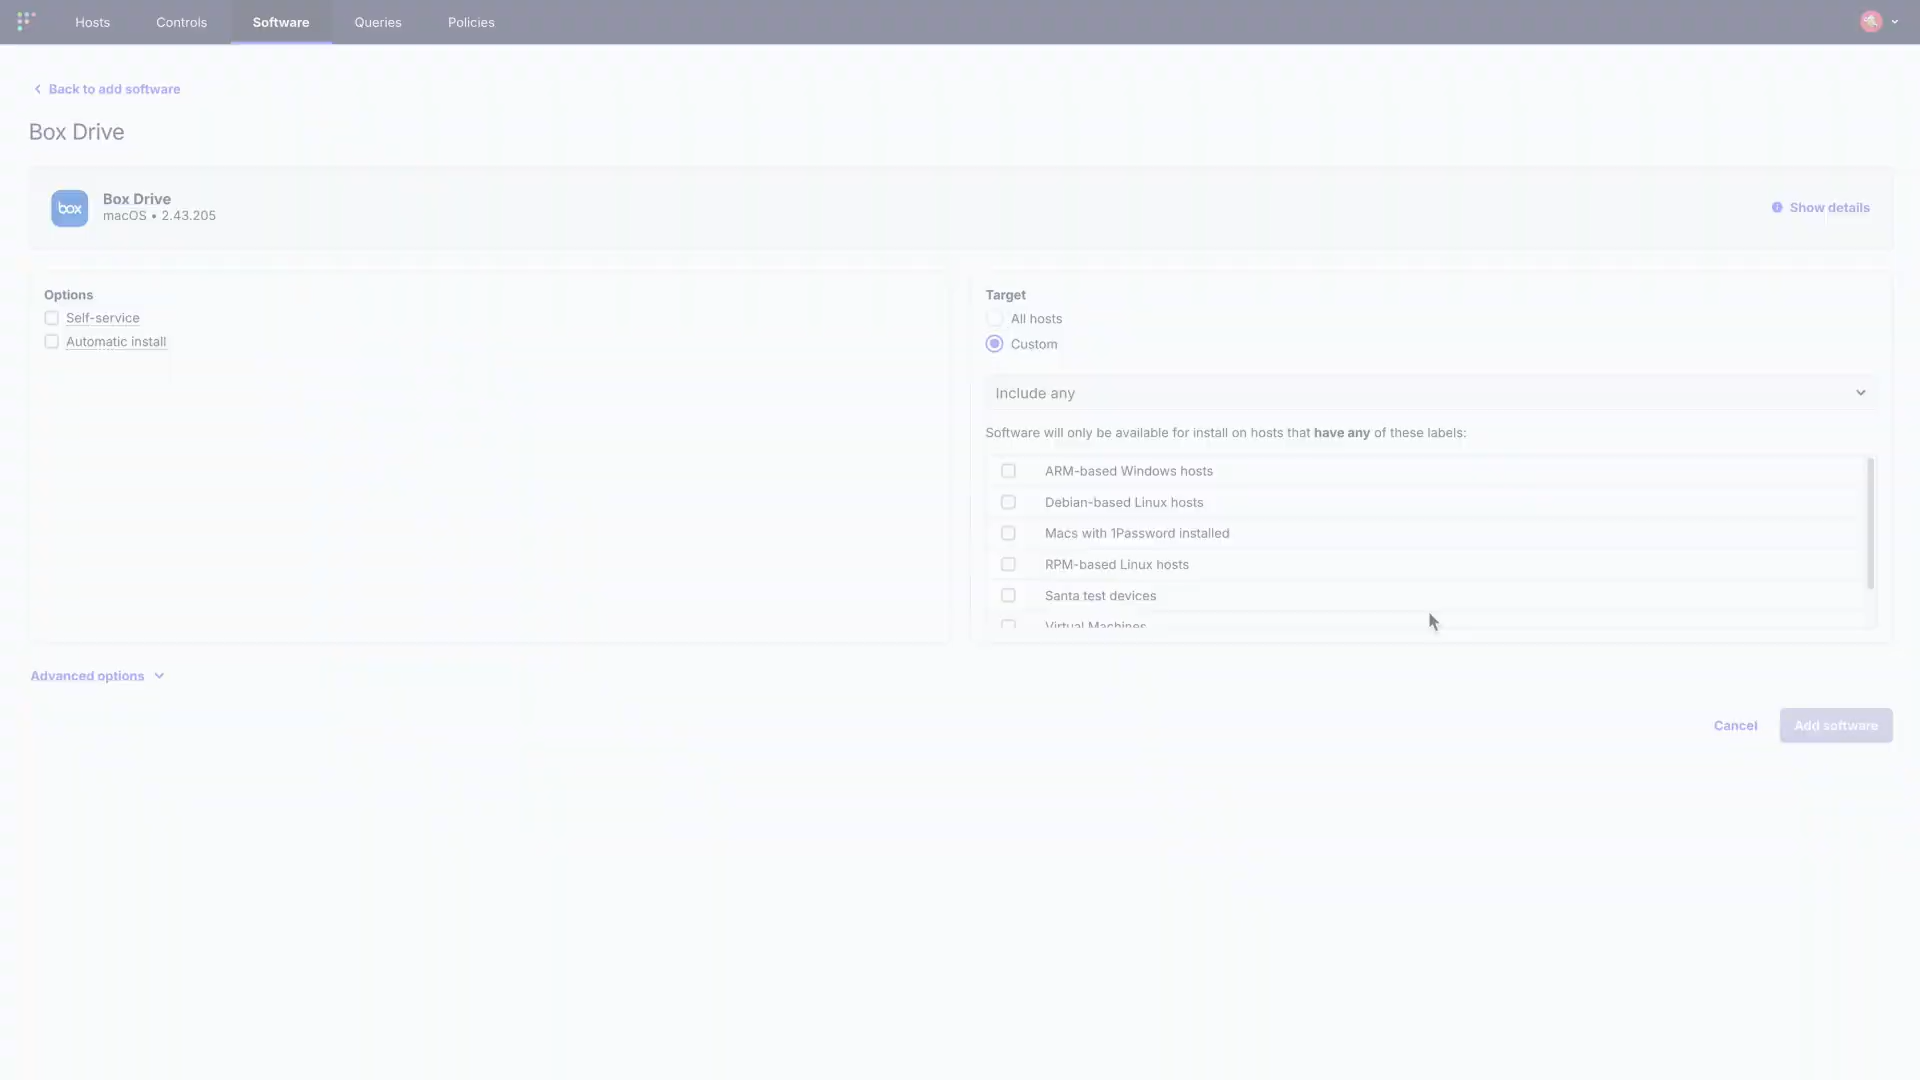 Hosts
Controls
Software
Queries
Policies
Back to add software
Box Drive
box
Box Drive
macOS • 2.43.205
Show details
Options
Self-service
Automatic install
Target
All hosts
Custom
Include any
Software will only be available for install on hosts that have any of these labels:
ARM-based Windows hosts
Debian-based Linux hosts
Macs with 1Password installed
RPM-based Linux hosts
Santa test devices
Virtual Machines
Advanced options
Cancel
Add software